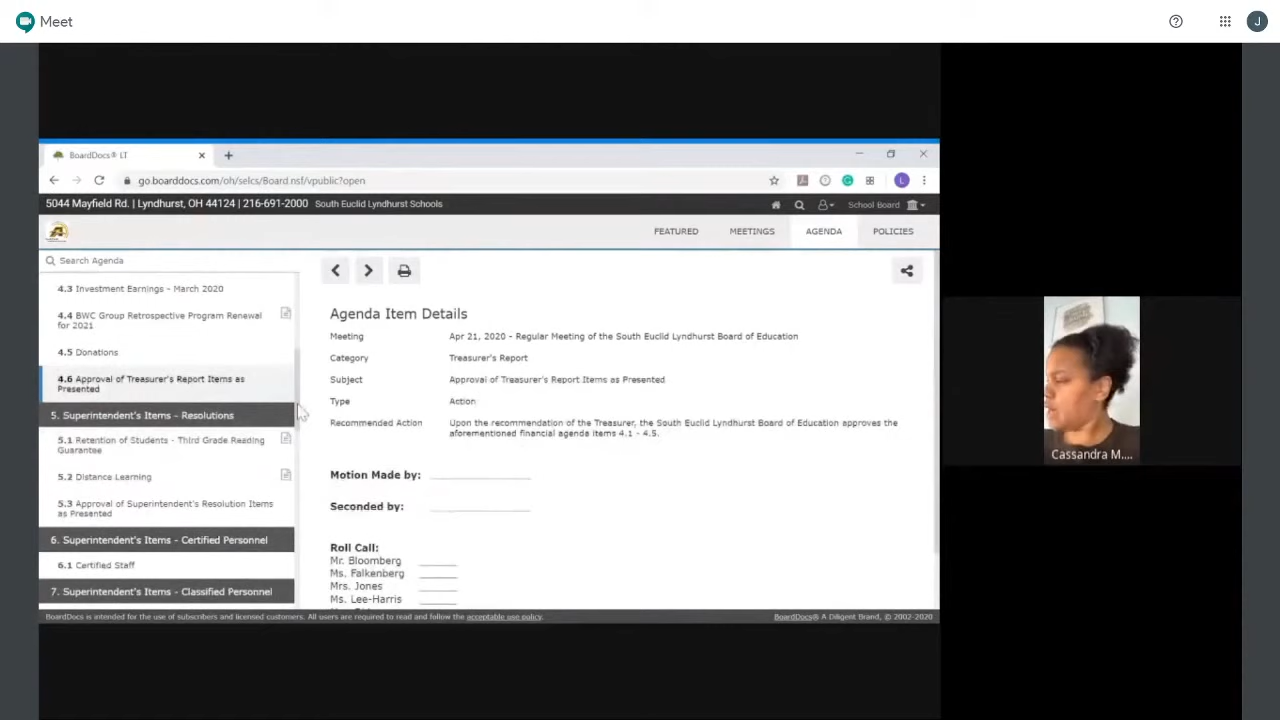 Meet
J
BoardDocs® LT
go.boarddocs.com/oh/selcs/Board.nsf/vpublic?open
L
5044 Mayfield Rd. | Lyndhurst, OH 44124 | 216-691-2000 South Euclid Lyndhurst Schools
School Board
FEATURED MEETINGS AGENDA POLICIES
Search Agenda
4.3 Investment Earnings - March 2020
4.4 BWC Group Retrospective Program Renewal
for 2021
4.5 Donations
4.6 Approval of Treasurer's Report Items as
Presented
5. Superintendent's Items - Resolutions
5.1 Retention of Students - Third Grade Reading
Guarantee
5.2 Distance Learning
5.3 Approval of Superintendent's Resolution Items
as Presented
6. Superintendent's Items - Certified Personnel
6.1 Certified Staff
7. Superintendent's Items - Classified Personnel
Agenda Item Details
Meeting Apr 21, 2020 - Regular Meeting of the South Euclid Lyndhurst Board of Education
Category Treasurer's Report
Subject Approval of Treasurer's Report Items as Presented
Type Action
Recommended Action Upon the recommendation of the Treasurer, the South Euclid Lyndhurst Board of Education approves the
aforementioned financial agenda items 4.1 - 4.5.
Motion Made by:
Seconded by:
Roll Call:
Mr. Bloomberg
Ms. Falkenberg
Mrs. Jones
Ms. Lee-Harris
BoardDocs is intended for the use of subscribers and licensed customers. All users are required to read and follow the acceptable use policy.
BoardDocs® A Diligent Brand, © 2002-2020
Cassandra M....